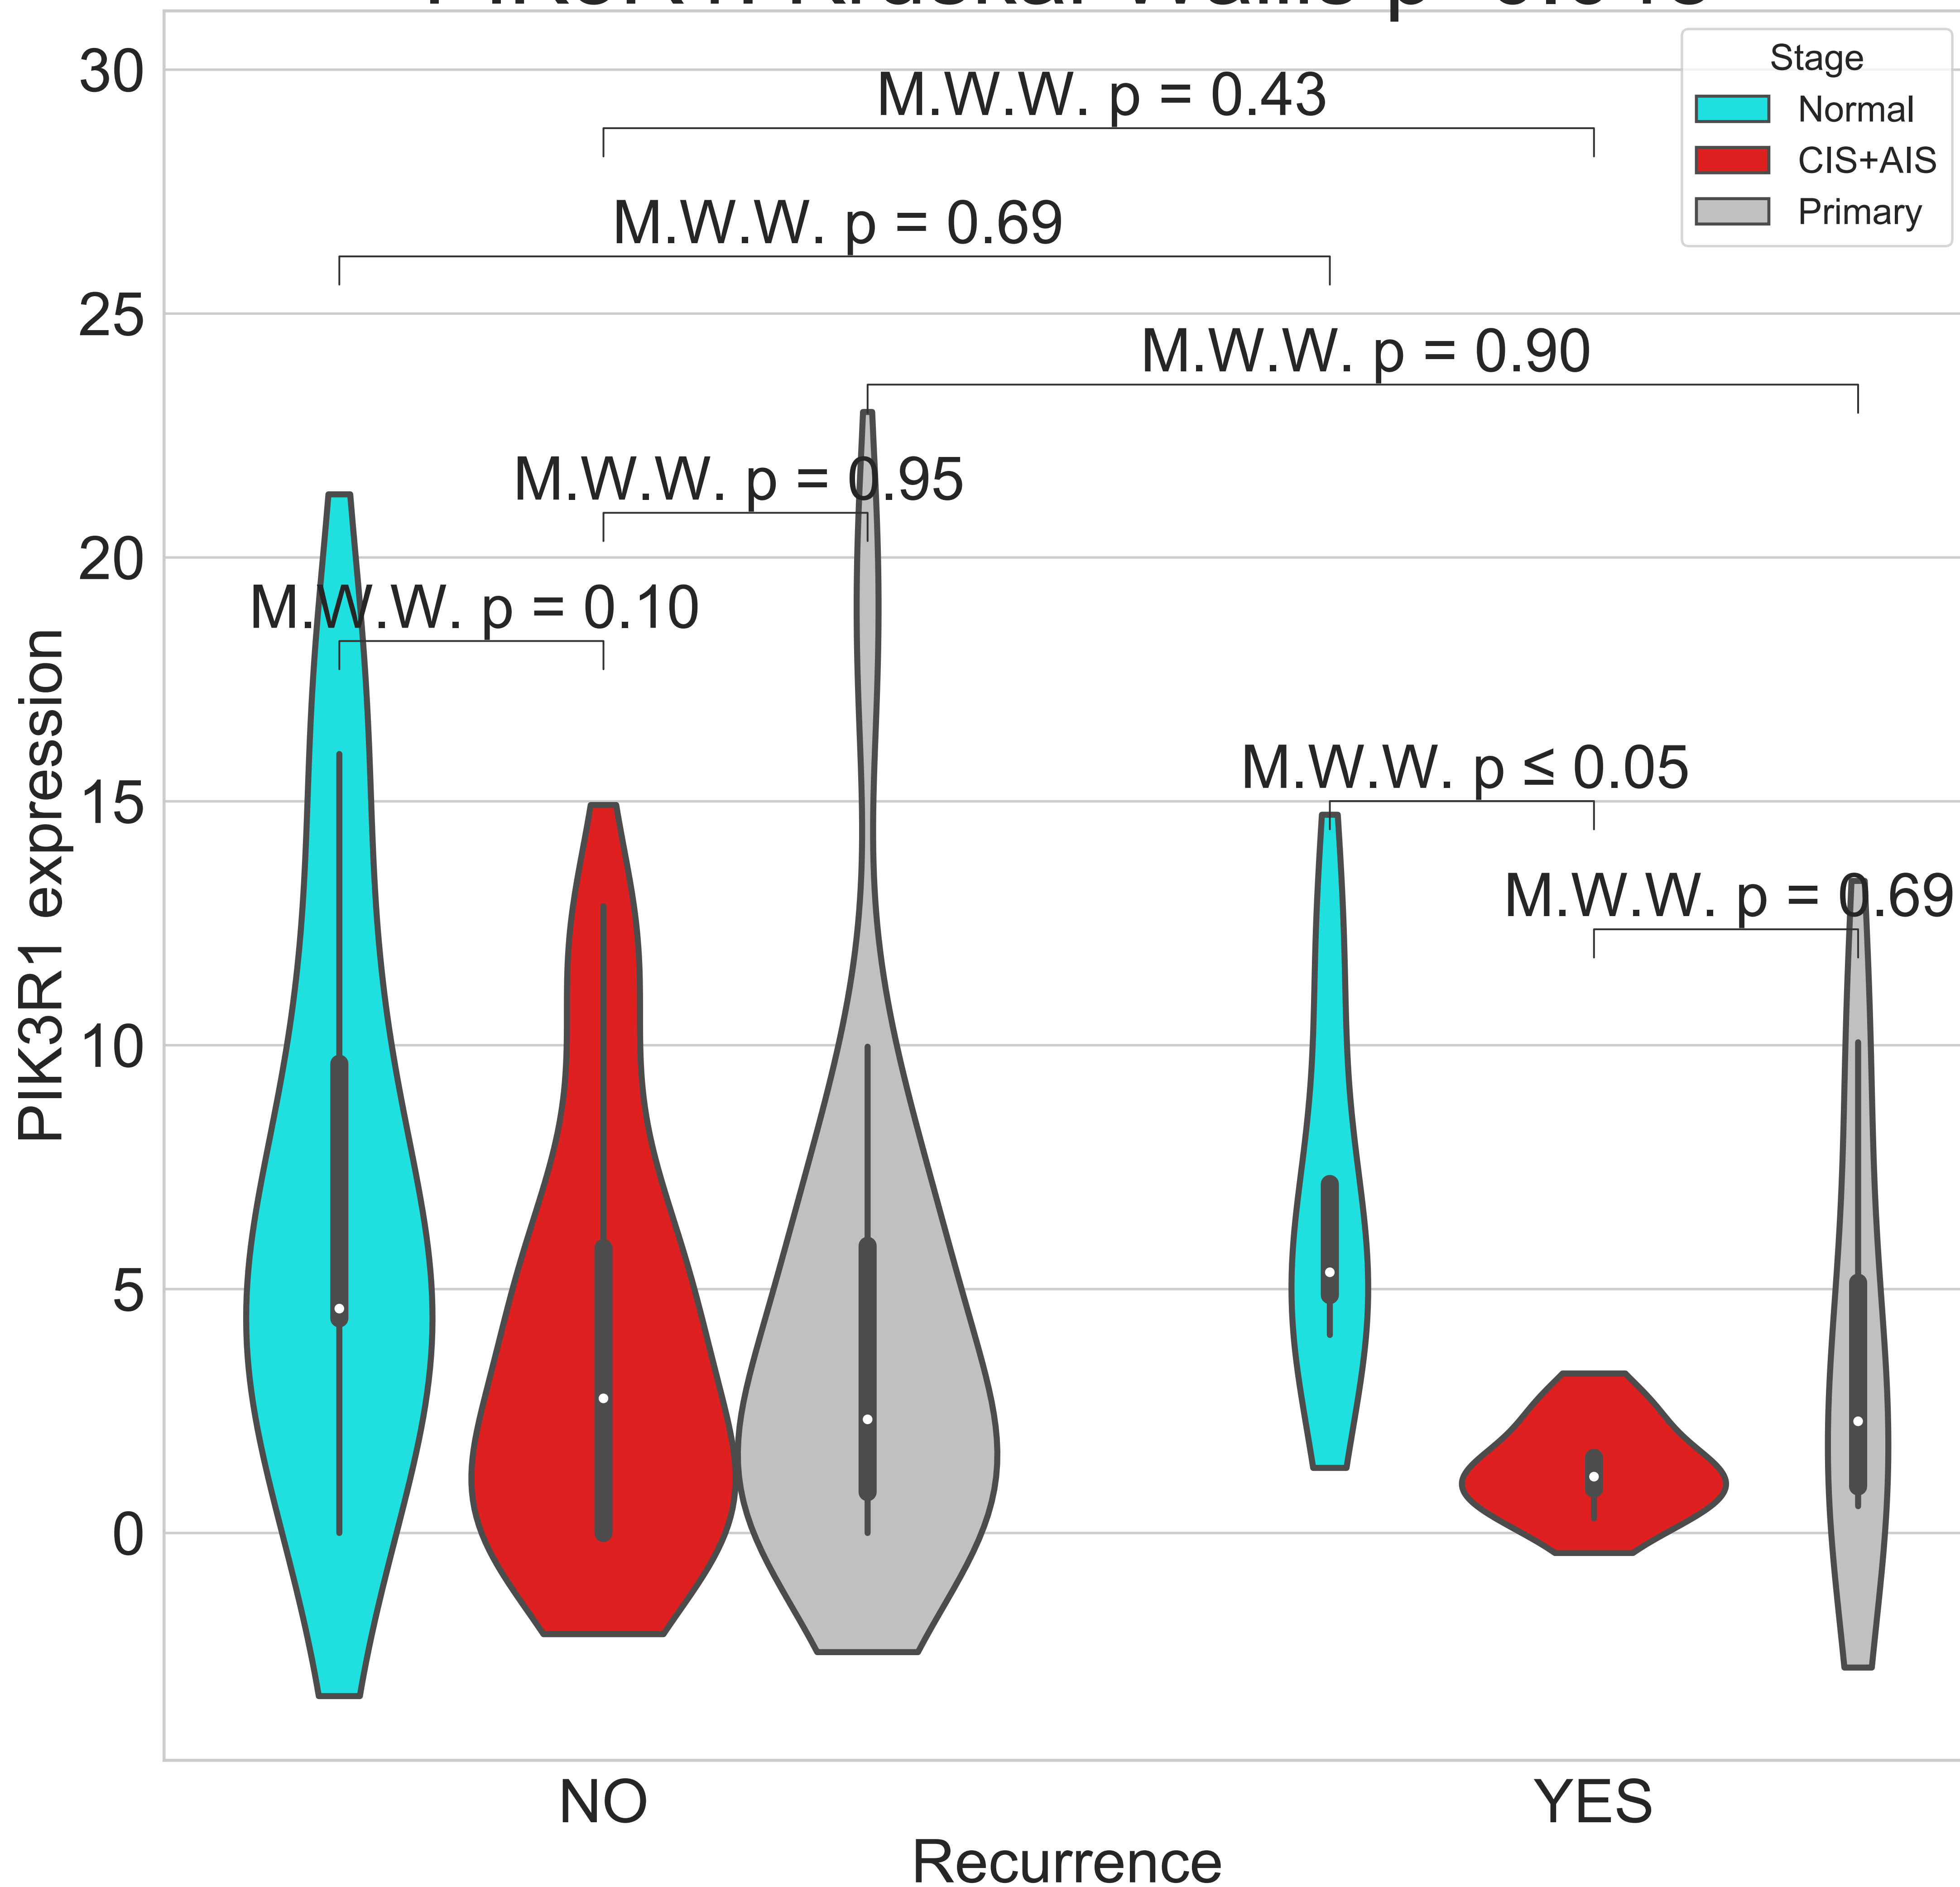 30
25
20
15
10
5
0
PIK3R1 expression
M.W.W. p = 0.43
M.W.W. p = 0.69
M.W.W. p = 0.90
M.W.W. p = 0.95
M.W.W. p = 0.10
M.W.W. p ≤ 0.05
M.W.W. p = 0.69
Stage
Normal
CIS+AIS
Primary
NO
YES
Recurrence